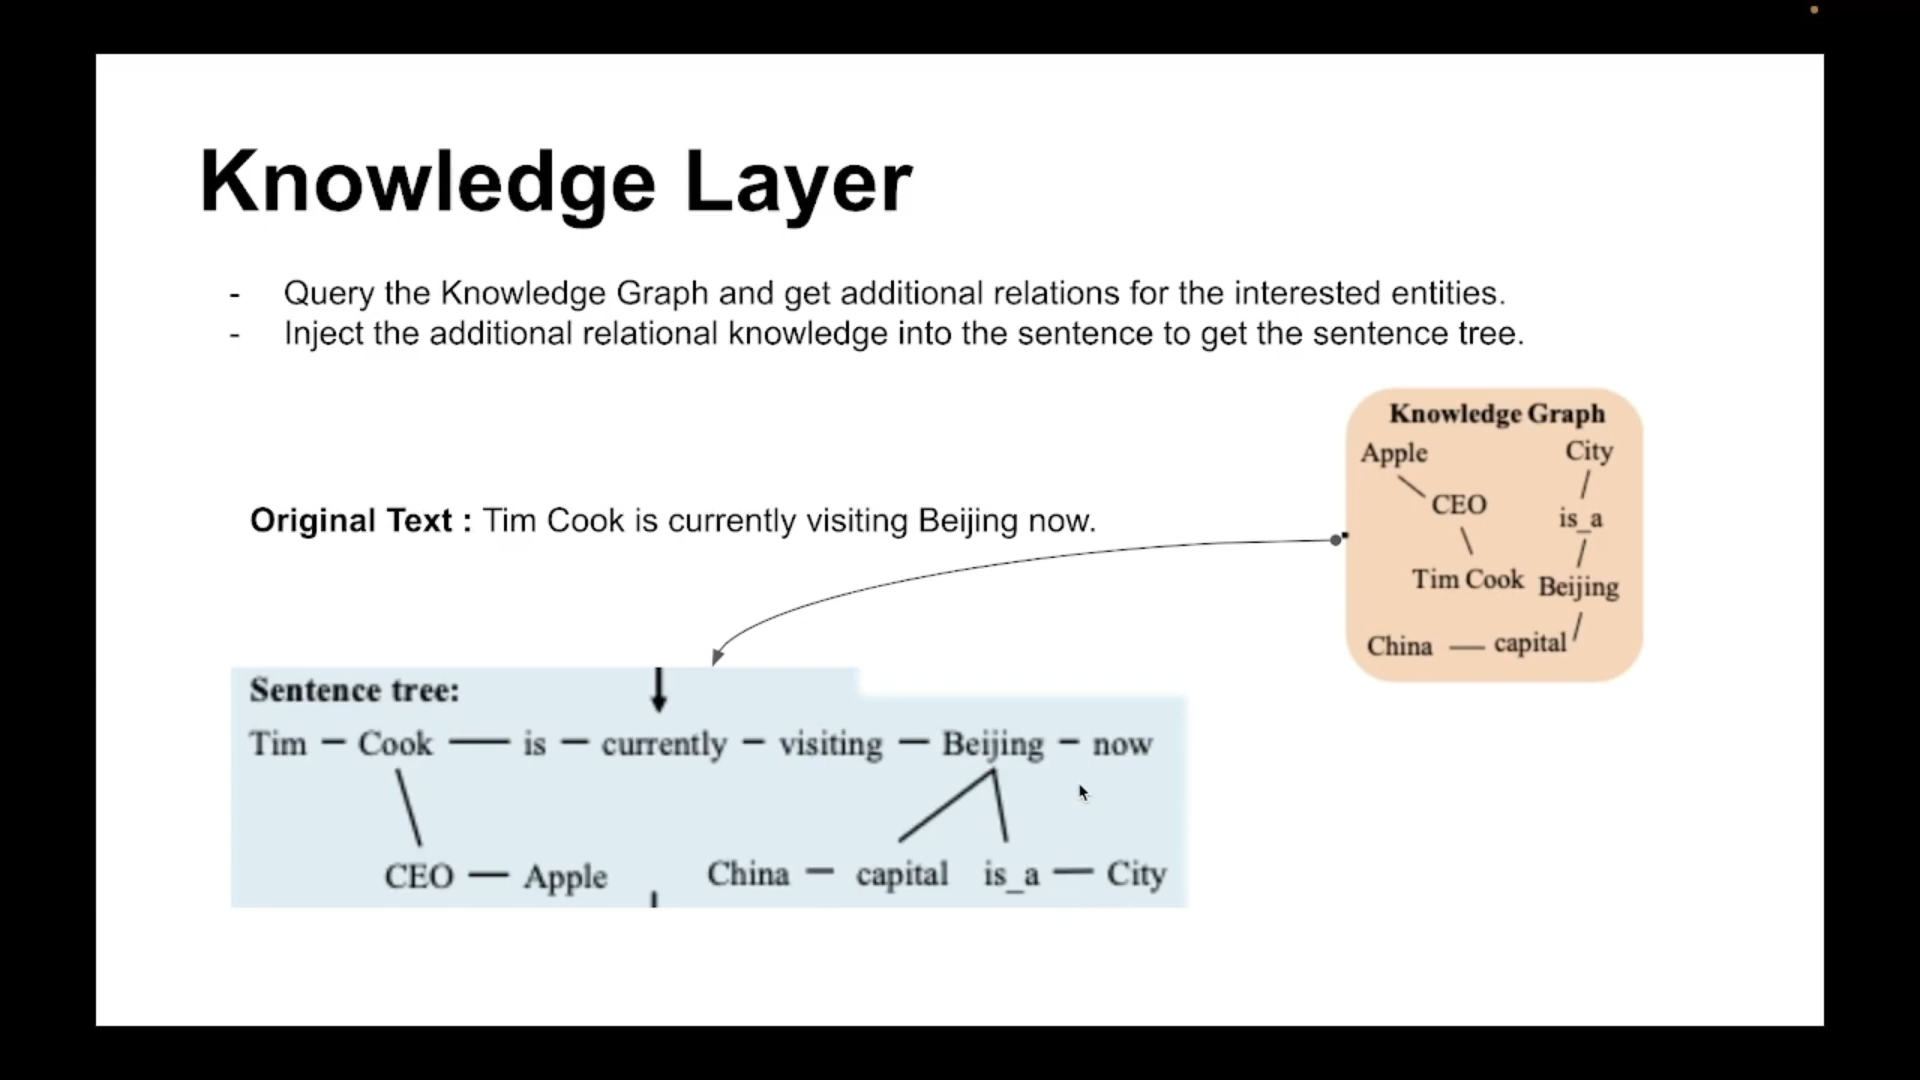 Knowledge Layer
- Query the Knowledge Graph and get additional relations for the interested entities.
- Inject the additional relational knowledge into the sentence to get the sentence tree.
Knowledge Graph
Apple City
CEO
is_a
Tim Cook Beijing
China — capital
Original Text : Tim Cook is currently visiting Beijing now.
Sentence tree:
Tim — Cook — is — currently — visiting — Beijing — now
CEO — Apple China — capital is_a — City